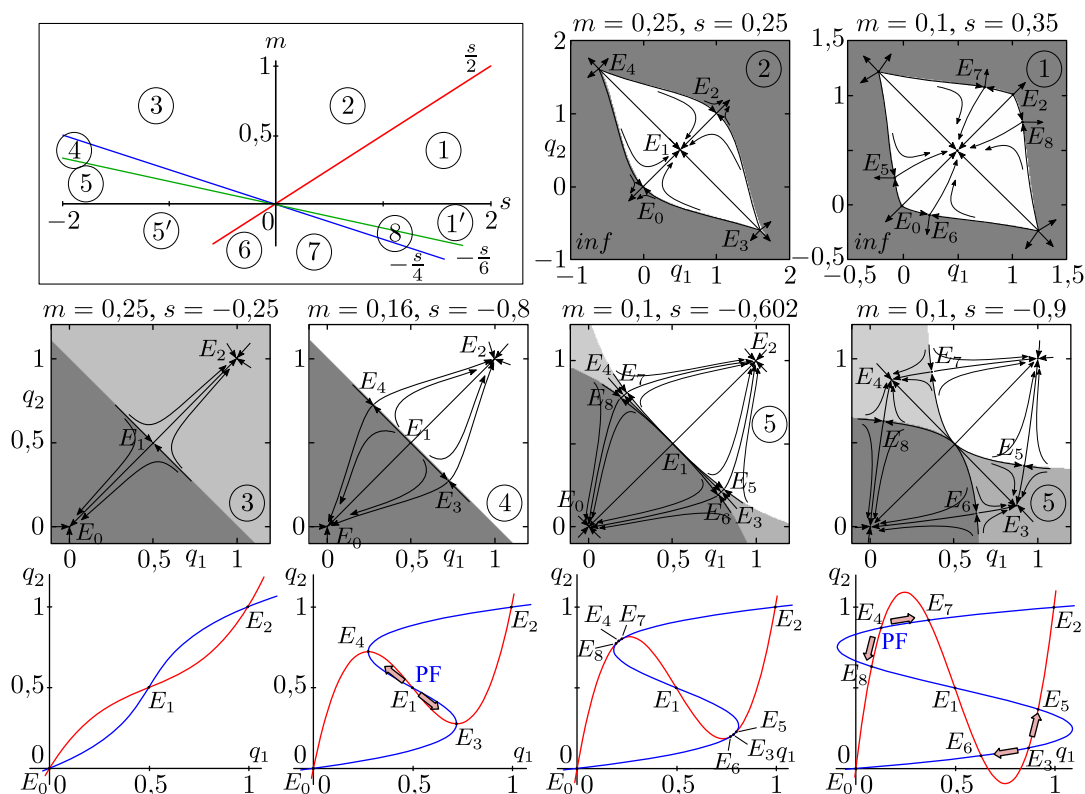 m
1
0,5
s/2
3
2
1
4
5
5′
−2
0
2
s
6
7
8
1′
−s/4
−s/6
m = 0,25, s = 0,25
2
1
0
−1
q2
E4
2
E2
E1
E0
E3
inf
−1
0
q1
1
2
m = 0,1, s = 0,35
1,5
1
0
−0,5
E7
1
E2
E8
E5
E0
E6
inf
−0,5
0
q1
1
1,5
m = 0,25, s = −0,25
1
q2
0,5
0
E2
E1
E0
3
0
0,5
q1
1
m = 0,16, s = −0,8
1
0,5
0
E2
E4
E1
E3
E0
4
0
0,5
q1
1
m = 0,1, s = −0,602
1
0,5
0
E4
E7
E2
E8
5
E1
E5
E0
E6
E3
0
0,5
q1
1
m = 0,1, s = −0,9
1
0,5
0
E7
E4
E8
E5
E6
E3
5
0
0,5
q1
1
q2
1
0,5
0
E2
E1
E0
q1
0,5
1
q2
1
0,5
0
E2
E4
PF
E1
E3
E0
q1
0,5
1
q2
1
0,5
0
E4
E7
E2
E8
E1
E5
E3
E6
E0
q1
0,5
1
q2
1
0,5
0
E4
E7
E2
PF
E8
E1
E5
E6
E3
E0
q1
0,5
1